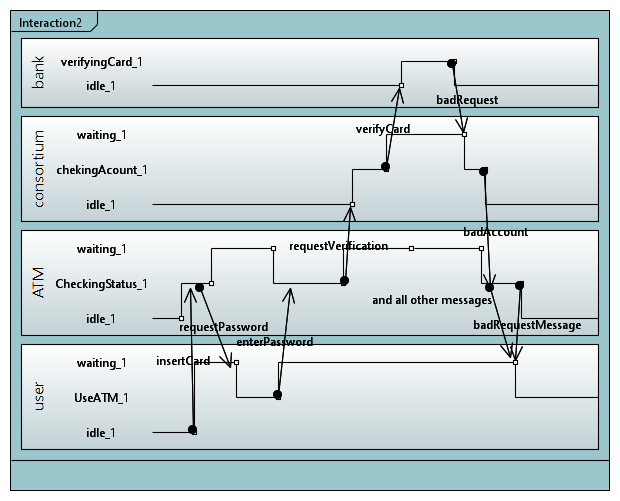 Interaction2
bank
verifyingCard_1
idle_1
badRequest
verifyCard
consortium
waiting_1
chekingAcount_1
idle_1
badAccount
ATM
waiting_1
requestVerification
CheckingStatus_1
and all other messages
idle_1
requestPassword
badRequestMessage
enterPassword
user
waiting_1
insertCard
UseATM_1
idle_1